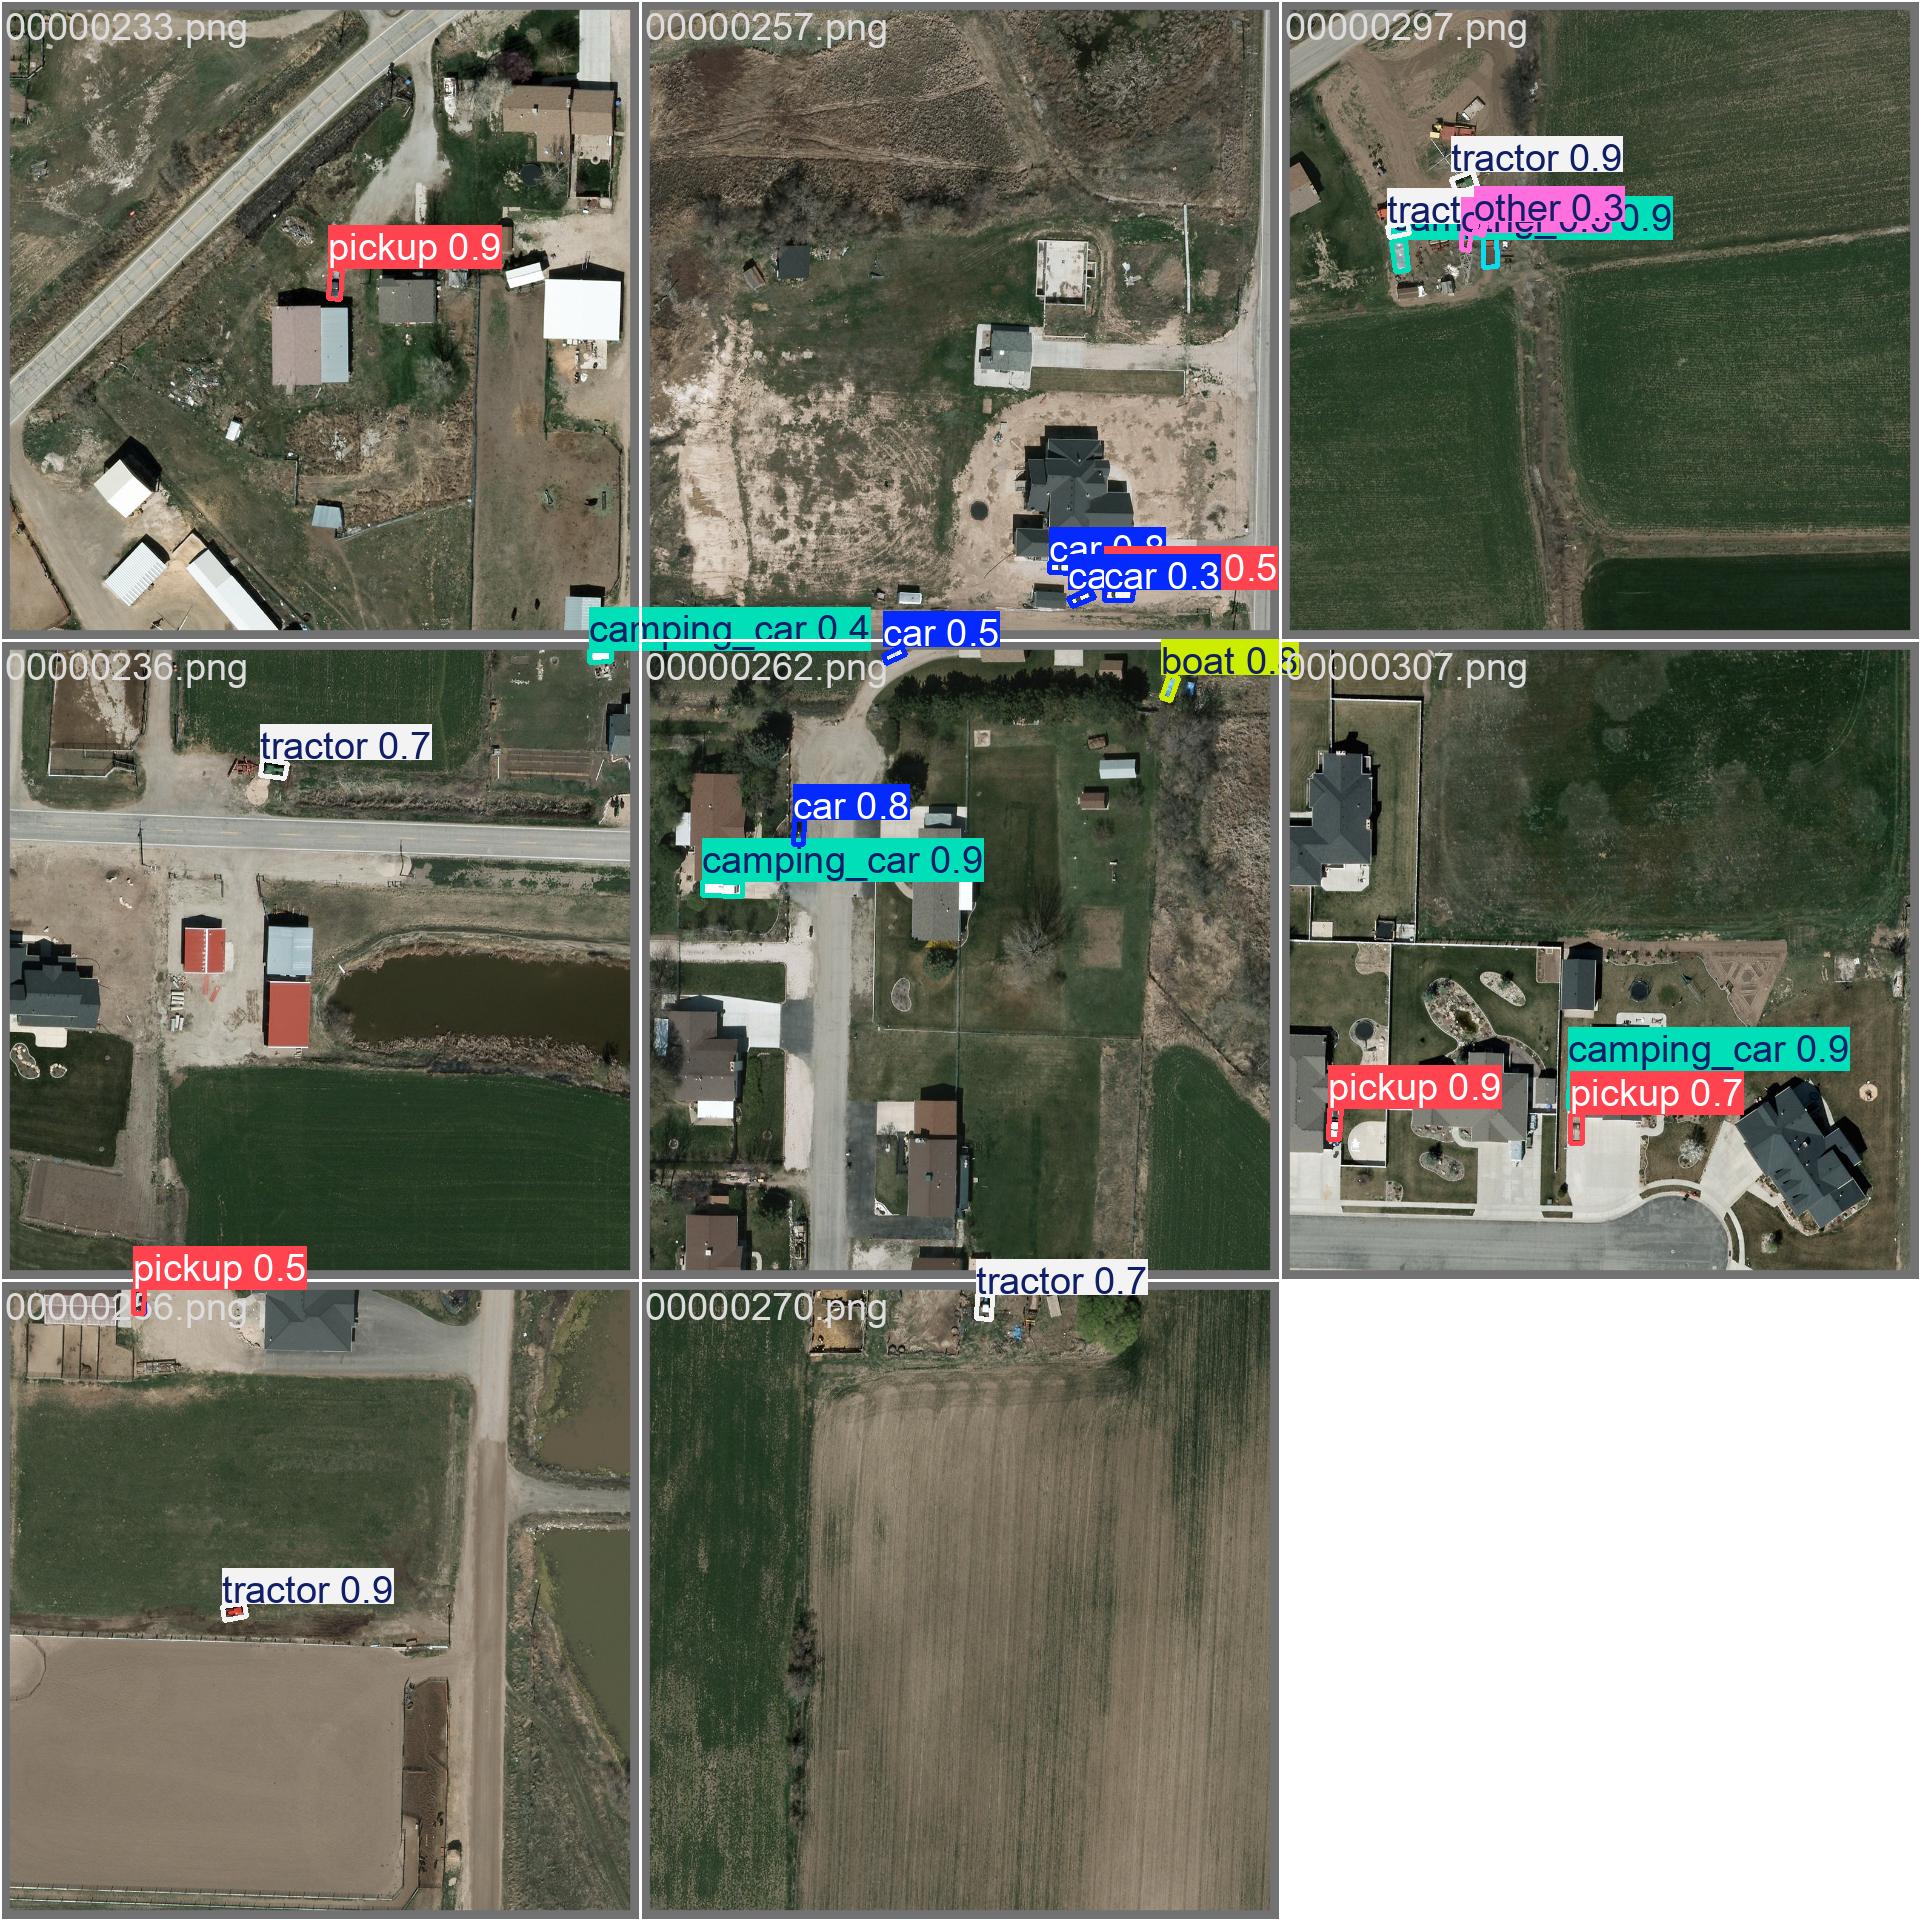 00000233.png
pickup 0.9
00000257.png
car 0.8
0.5
car 0.3
00000297.png
tractor 0.9
other 0.3
0.9
00000236.png
camping_car 0.4
tractor 0.7
00000262.png
car 0.5
boat 0.8
car 0.8
camping_car 0.9
00000307.png
camping_car 0.9
pickup 0.9
pickup 0.7
00000256.png
pickup 0.5
tractor 0.9
00000270.png
tractor 0.7